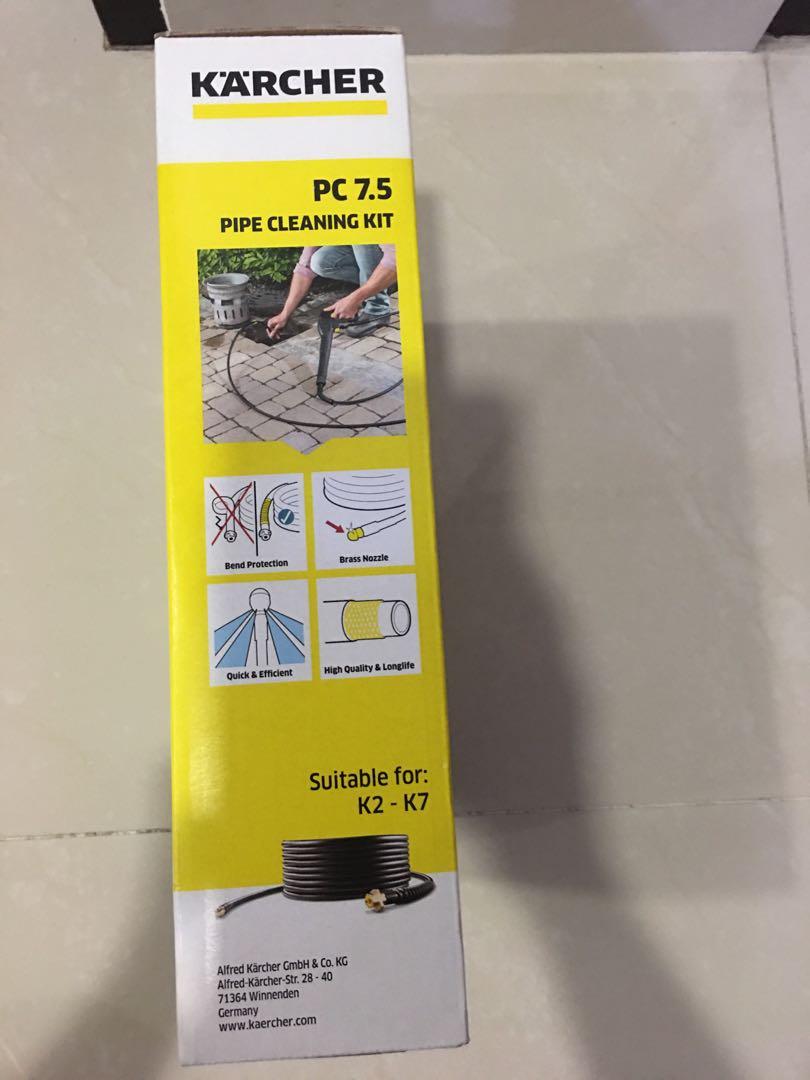 KÄRCHER
PC 7.5
PIPE CLEANING KIT
Bend Protection
Brass Nozzle
Quick & Efficient
High Quality & Longlife
Suitable for:
K2 - K7
Alfred Kärcher GmbH & Co. KG
Alfred-Kärcher-Str. 28 - 40
71364 Winnenden
Germany
www.kaercher.com